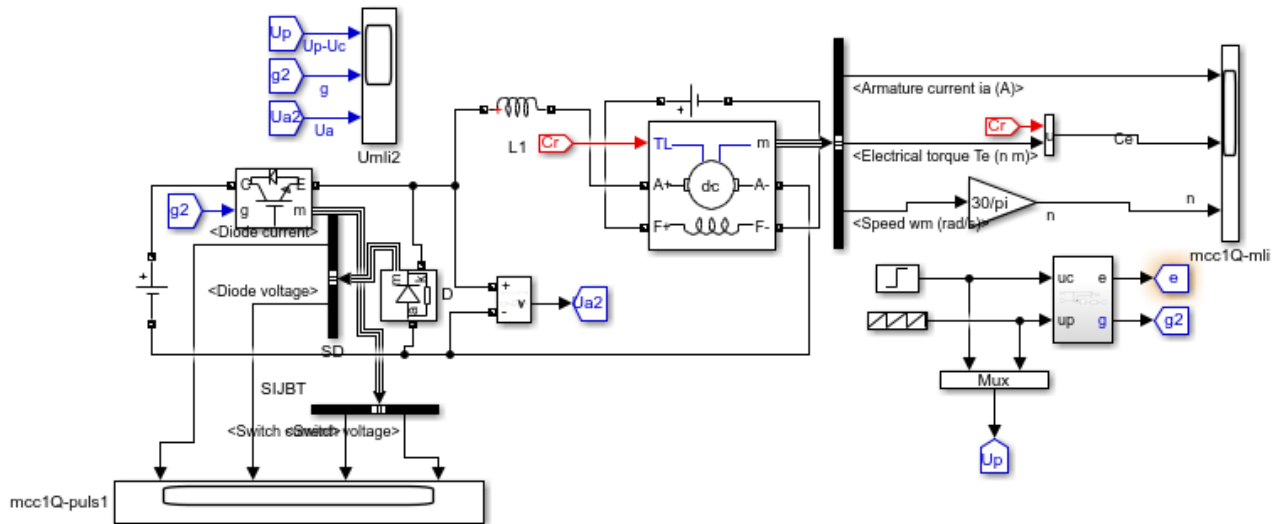 Up
Up-Uc
g2
g
Ua2
Ua
Umli2
L1
Cr
TL
m
A+
dc
A-
F+
F-
<Armature current ia (A)>
Cr
Ce
<Electrical torque Te (n m)>
30/pi
n
n
<Speed wm (rad/s)>
mcc1Q-mli
C
E
g
m
g2
<Diode current>
<Diode voltage>
m
k
a
D
+
-
v
Ua2
SD
SIJBT
<Switch current>
<Switch voltage>
mcc1Q-puls1
uc
e
up
g
e
g2
Mux
Up